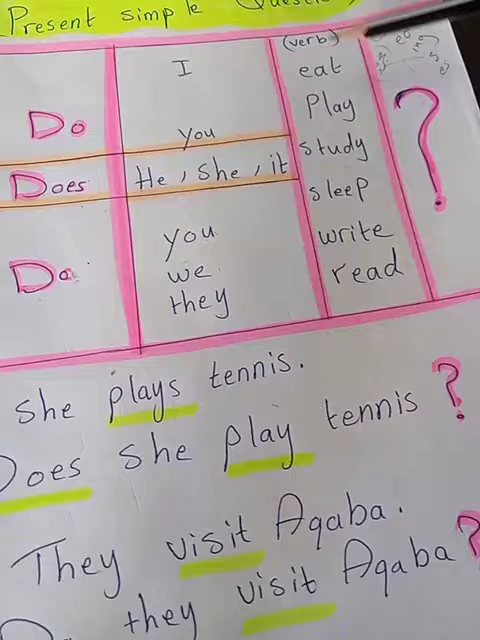 Present simple
(verb)
I eat
Do Play
you study
Does He, she, it sleep
you write
Do we read ?
they
She plays tennis.
Does she play tennis ?
They visit Aqaba.
they visit Aqaba ?